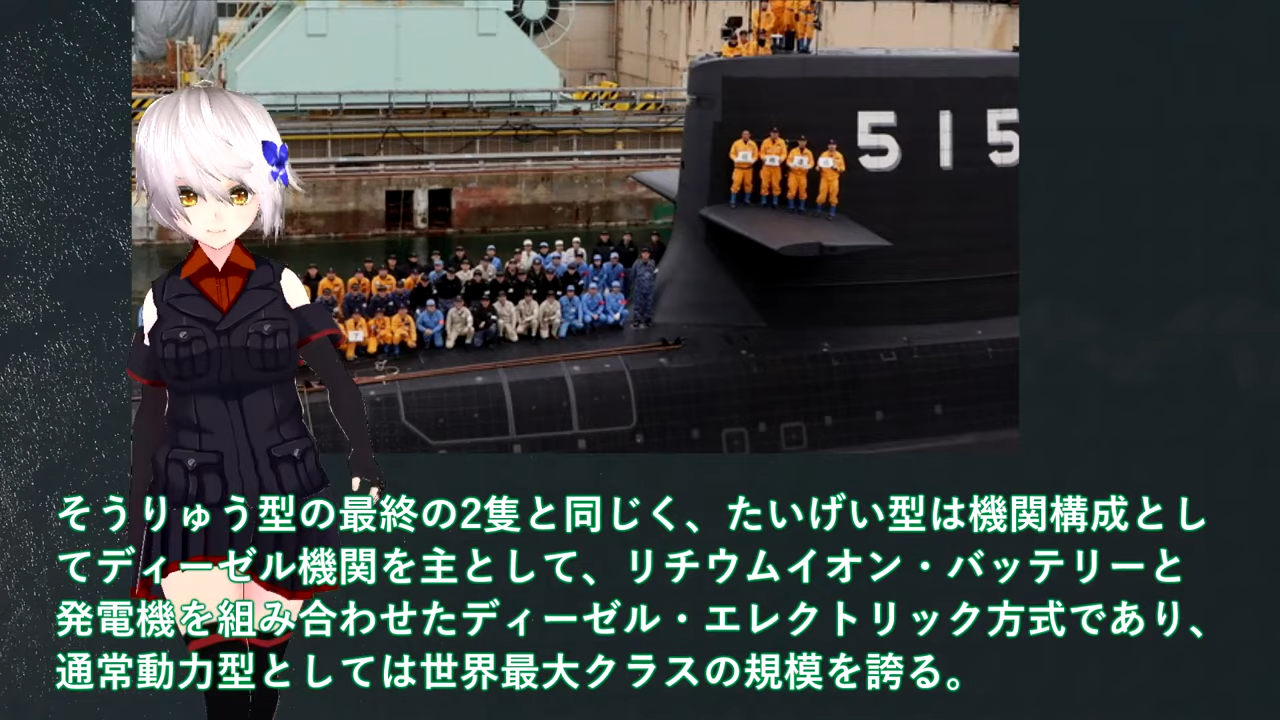 515
そうりゅう型の最終の2隻と同じく、たいげい型は機関構成とし
てディーゼル機関を主として、リチウムイオン・バッテリーと
発電機を組み合わせたディーゼル・エレクトリック方式であり、
通常動力型としては世界最大クラスの規模を誇る。